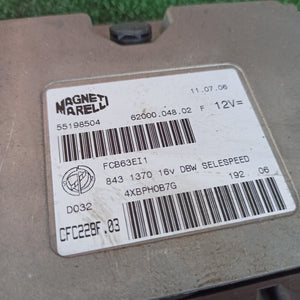 MAGNETI MARELLI
11.07.06
55198504
62000.048.02 F 12V=
FCB63EI1
843 1370 16v DBW SELESPEED
4XBPH0B7G
192 06
D032
CFC228F.03